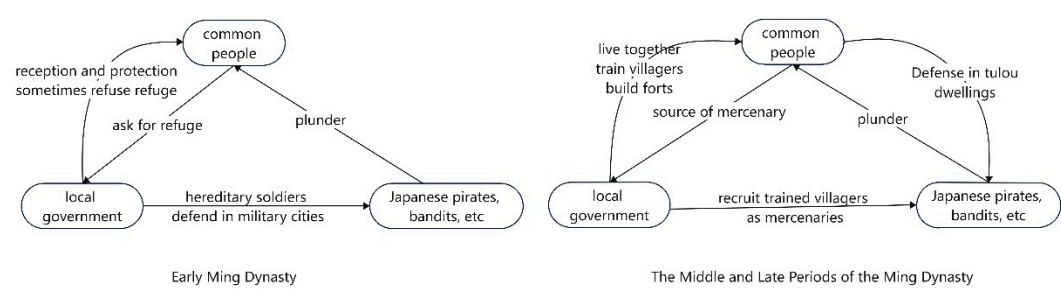 common
people
reception and protection
sometimes refuse refuge
ask for refuge
plunder
local
government
hereditary soldiers
defend in military cities
Japanese pirates,
bandits, etc
Early Ming Dynasty
common
people
live together
train villagers
build forts
Defense in tulou
dwellings
source of mercenary
plunder
local
government
recruit trained villagers
as mercenaries
Japanese pirates,
bandits, etc
The Middle and Late Periods of the Ming Dynasty